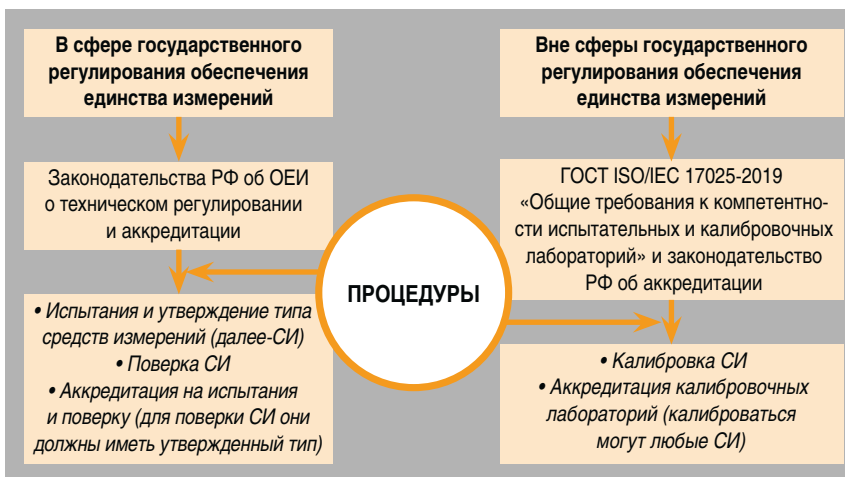 В сфере государственного
регулирования обеспечения
единства измерений
Законодательства РФ об ОЕИ
о техническом регулировании
и аккредитации
• Испытания и утверждение типа
средств измерений (далее-СИ)
• Поверка СИ
• Аккредитация на испытания
и поверку (для поверки СИ они
должны иметь утвержденный тип)
ПРОЦЕДУРЫ
Вне сферы государственного
регулирования обеспечения
единства измерений
ГОСТ ISO/IEC 17025-2019
«Общие требования к компетентно-
сти испытательных и калибровочных
лабораторий» и законодательство
РФ об аккредитации
• Калибровка СИ
• Аккредитация калибровочных
лабораторий (калиброваться
могут любые СИ)